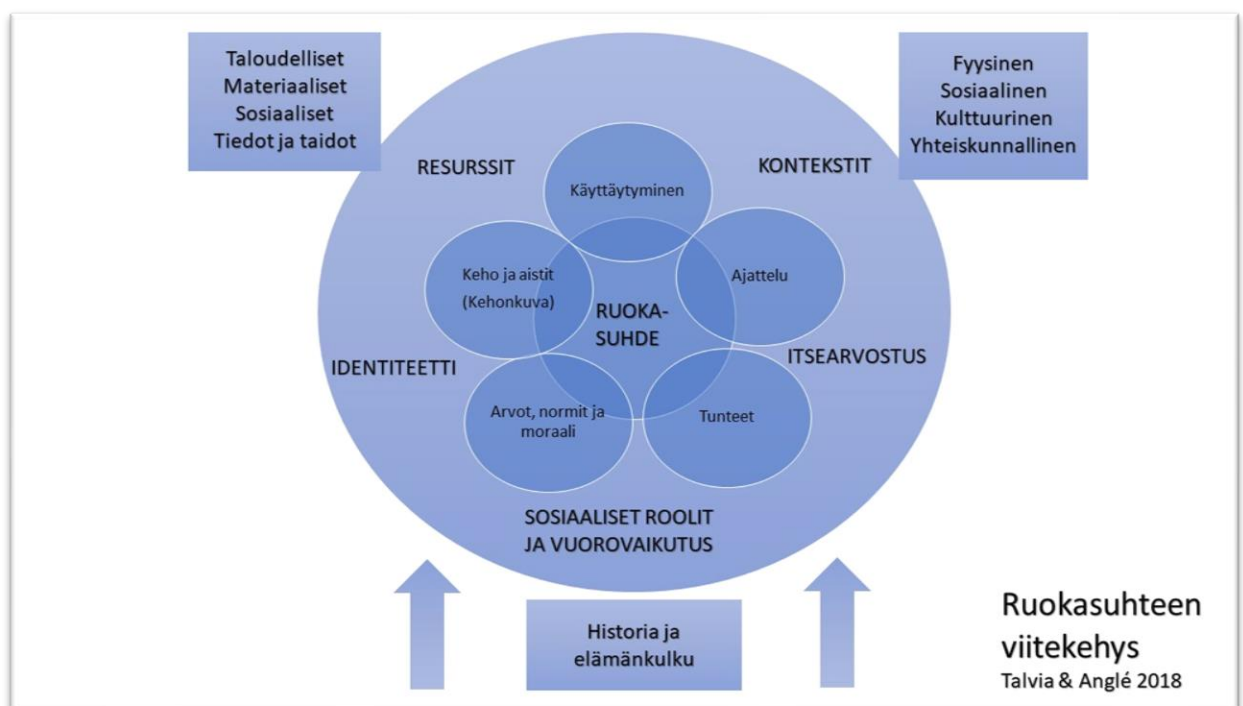 Taloudelliset
Materiaaliset
Sosiaaliset
Tiedot ja taidot
Fyysinen
Sosiaalinen
Kulttuurinen
Yhteiskunnallinen
RESURSSIT
KONTEKSTIT
Käyttäytyminen
Keho ja aistit
(Kehonkuva)
Ajattelu
RUOKA-
SUHDE
IDENTITEETTI
ITSEARVOSTUS
Arvot, normit ja
moraali
Tunteet
SOSIAALISET ROOLIT
JA VUOROVAIKUTUS
Historia ja
elämänkulku
Ruokasuhteen
viitekehys
Talvia & Anglé 2018